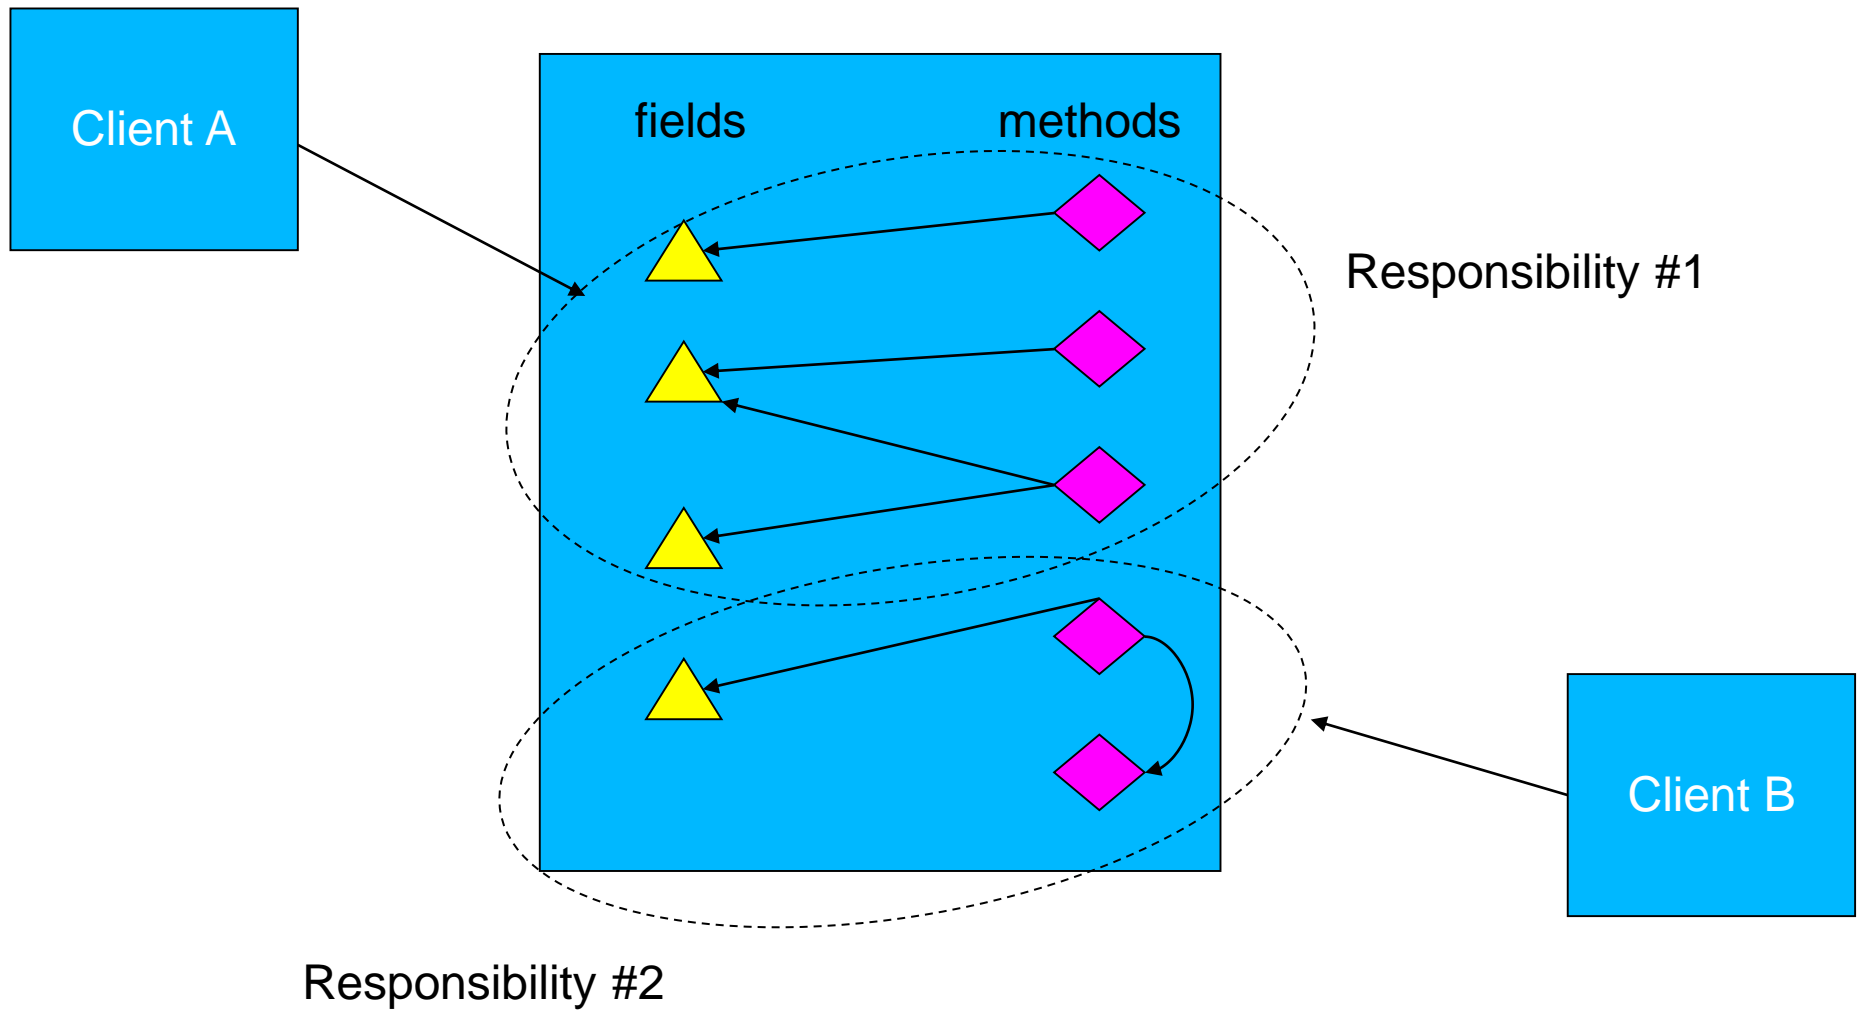 Client A
fields
methods
Responsibility #1
Client B
Responsibility #2